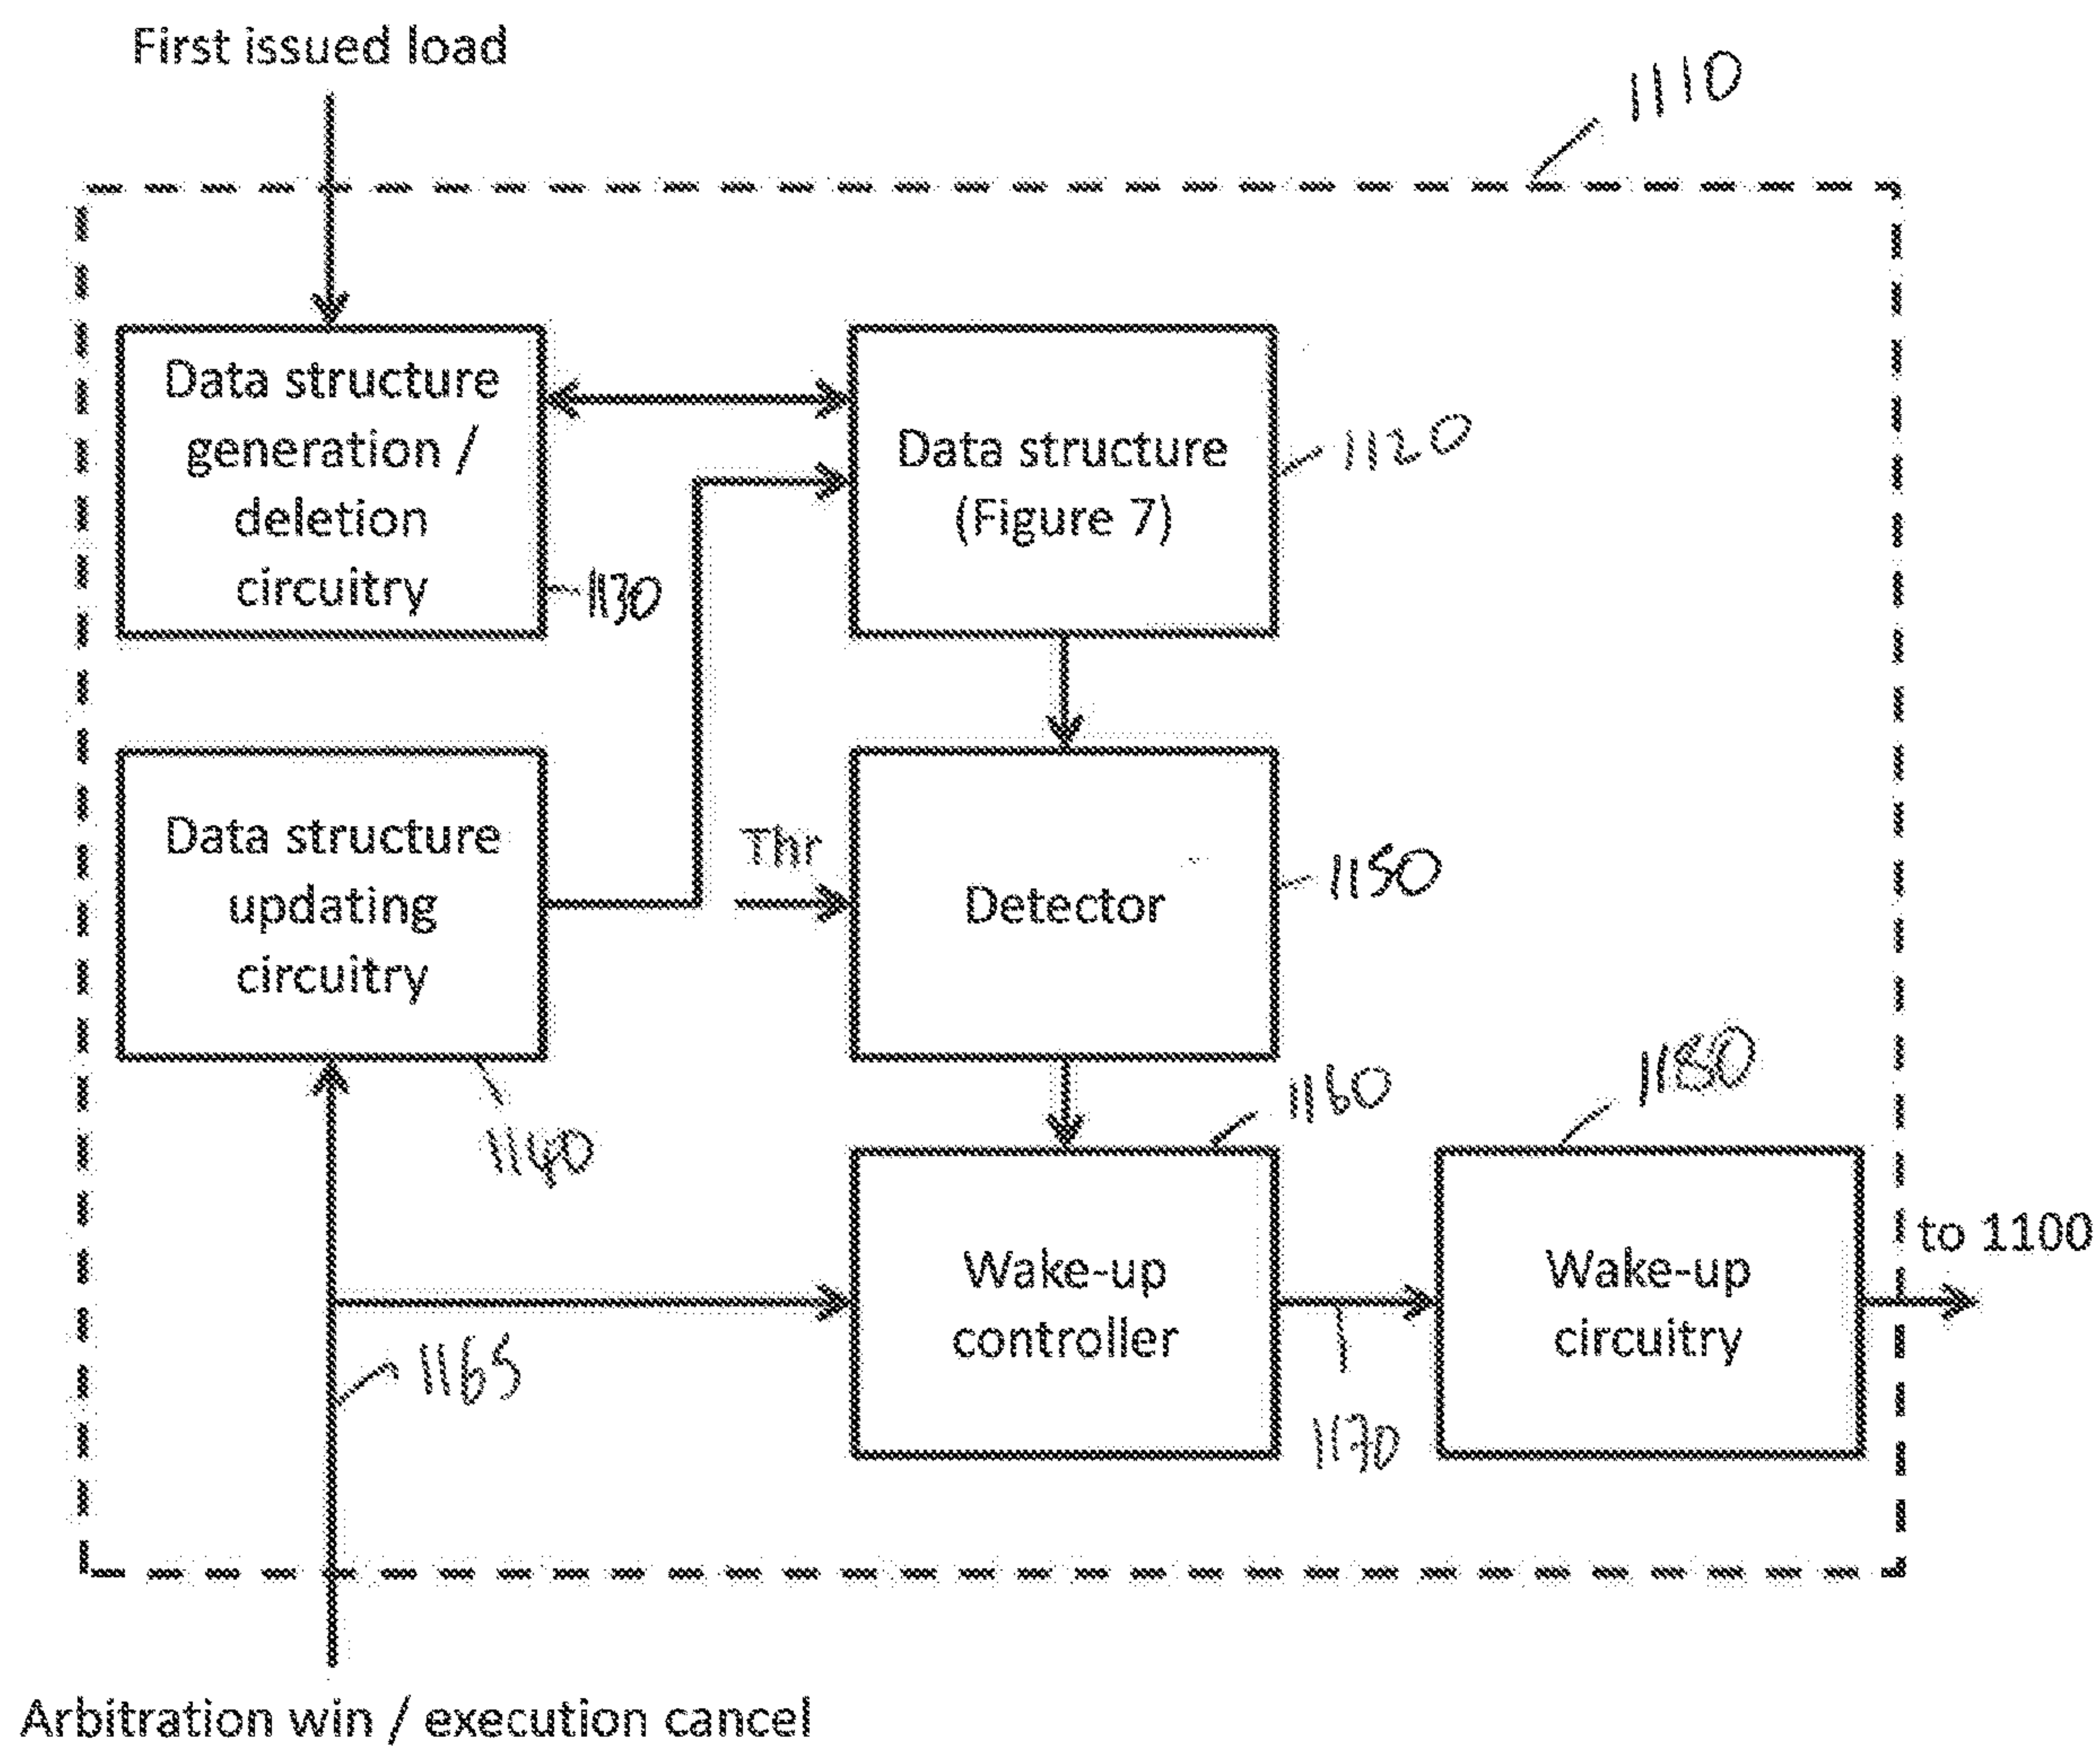 First issued load
1110
Data structure
generation /
deletion
circuitry
1130
Data structure
(Figure 7)
1120
Data structure
updating
circuitry
1140
Thr
Detector
1150
1160
1180
Wake-up
controller
Wake-up
circuitry
to 1100
1165
1170
Arbitration win / execution cancel